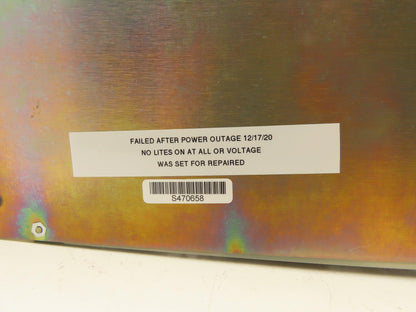 FAILED AFTER POWER OUTAGE 12/17/20
NO LITES ON AT ALL OR VOLTAGE
WAS SET FOR REPAIRED
S470658